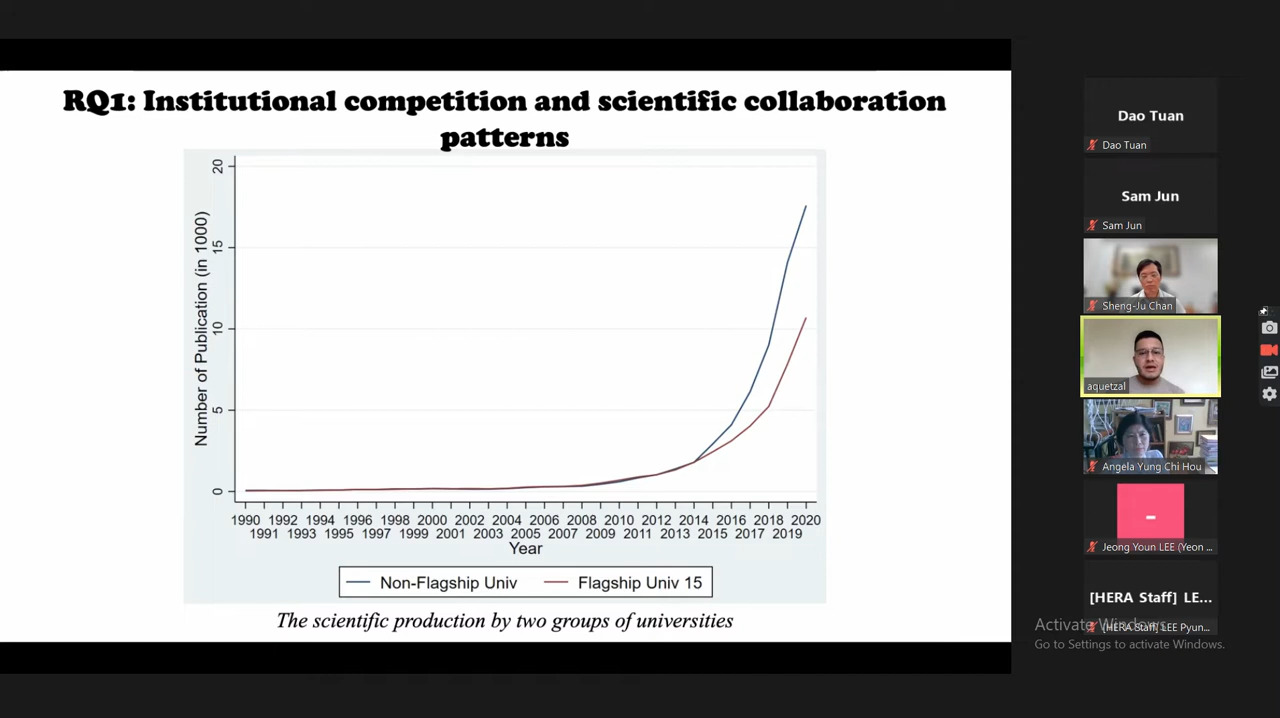 RQ1: Institutional competition and scientific collaboration
patterns
Number of Publication (in 1000)
20
15
10
5
0
1990 1992 1994 1996 1998 2000 2002 2004 2006 2008 2010 2012 2014 2016 2018 2020
1991 1993 1995 1997 1999 2001 2003 2005 2007 2009 2011 2013 2015 2017 2019
Year
Non-Flagship Univ Flagship Univ 15
The scientific production by two groups of universities
Dao Tuan
Dao Tuan
Sam Jun
Sam Jun
Sheng-Ju Chan
aquetzal
Angela Yung Chi Hou
-
Jeong Youn LEE (Yeon ...
[HERA Staff] LE...
[HERA Staff] LEE Pyun...
Activate Windows
Go to Settings to activate Windows.